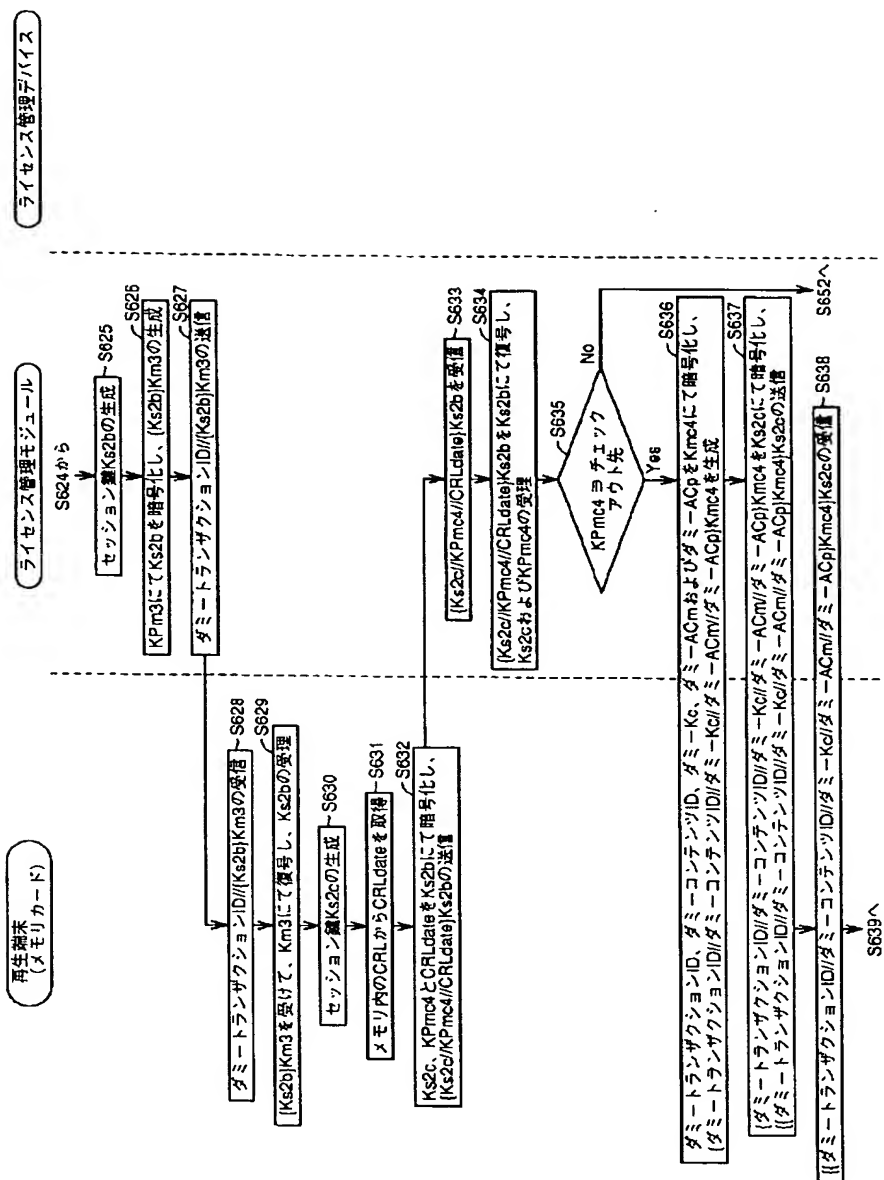 再生端末
(メモリカード)
ライセンス管理モジュール
ライセンス管理デバイス
S624から
セッション鍵Ks2bの生成
S625
KPm3にてKs2bを暗号化し、{Ks2b}Km3の生成
S626
ダミートランザクションID//{Ks2b}Km3の送信
S627
ダミートランザクションID//{Ks2b}Km3の受信
S628
{Ks2b}Km3を受けて、Km3にて復号し、Ks2bの受理
S629
セッション鍵Ks2cの生成
S630
メモリ内のCRLからCRLdateを取得
S631
Ks2c、KPmc4とCRLdateをKs2bにて暗号化し、
{Ks2c//KPmc4//CRLdate}Ks2bの送信
S632
{Ks2c//KPmc4//CRLdate}Ks2bを受信
S633
{Ks2c//KPmc4//CRLdate}Ks2bをKs2bにて復号し、
Ks2cおよびKPmc4の受理
S634
KPmc4 ヨ チェック
アウト先
S635
No
Yes
S652へ
ダミートランザクションID、ダミーコンテンツID、ダミーKc、ダミーACmおよびダミーACpをKmc4にて暗号化し、
{ダミートランザクションID//ダミーコンテンツID//ダミーKc//ダミーACm//ダミーACp}Kmc4を生成
S636
{ダミートランザクションID//ダミーコンテンツID//ダミーKc//ダミーACm//ダミーACp}Kmc4をKs2cにて暗号化し、
{{ダミートランザクションID//ダミーコンテンツID//ダミーKc//ダミーACm//ダミーACp}Kmc4}Ks2cの送信
S637
{{ダミートランザクションID//ダミーコンテンツID//ダミーKc//ダミーACm//ダミーACp}Kmc4}Ks2cの受信
S638
S639へ